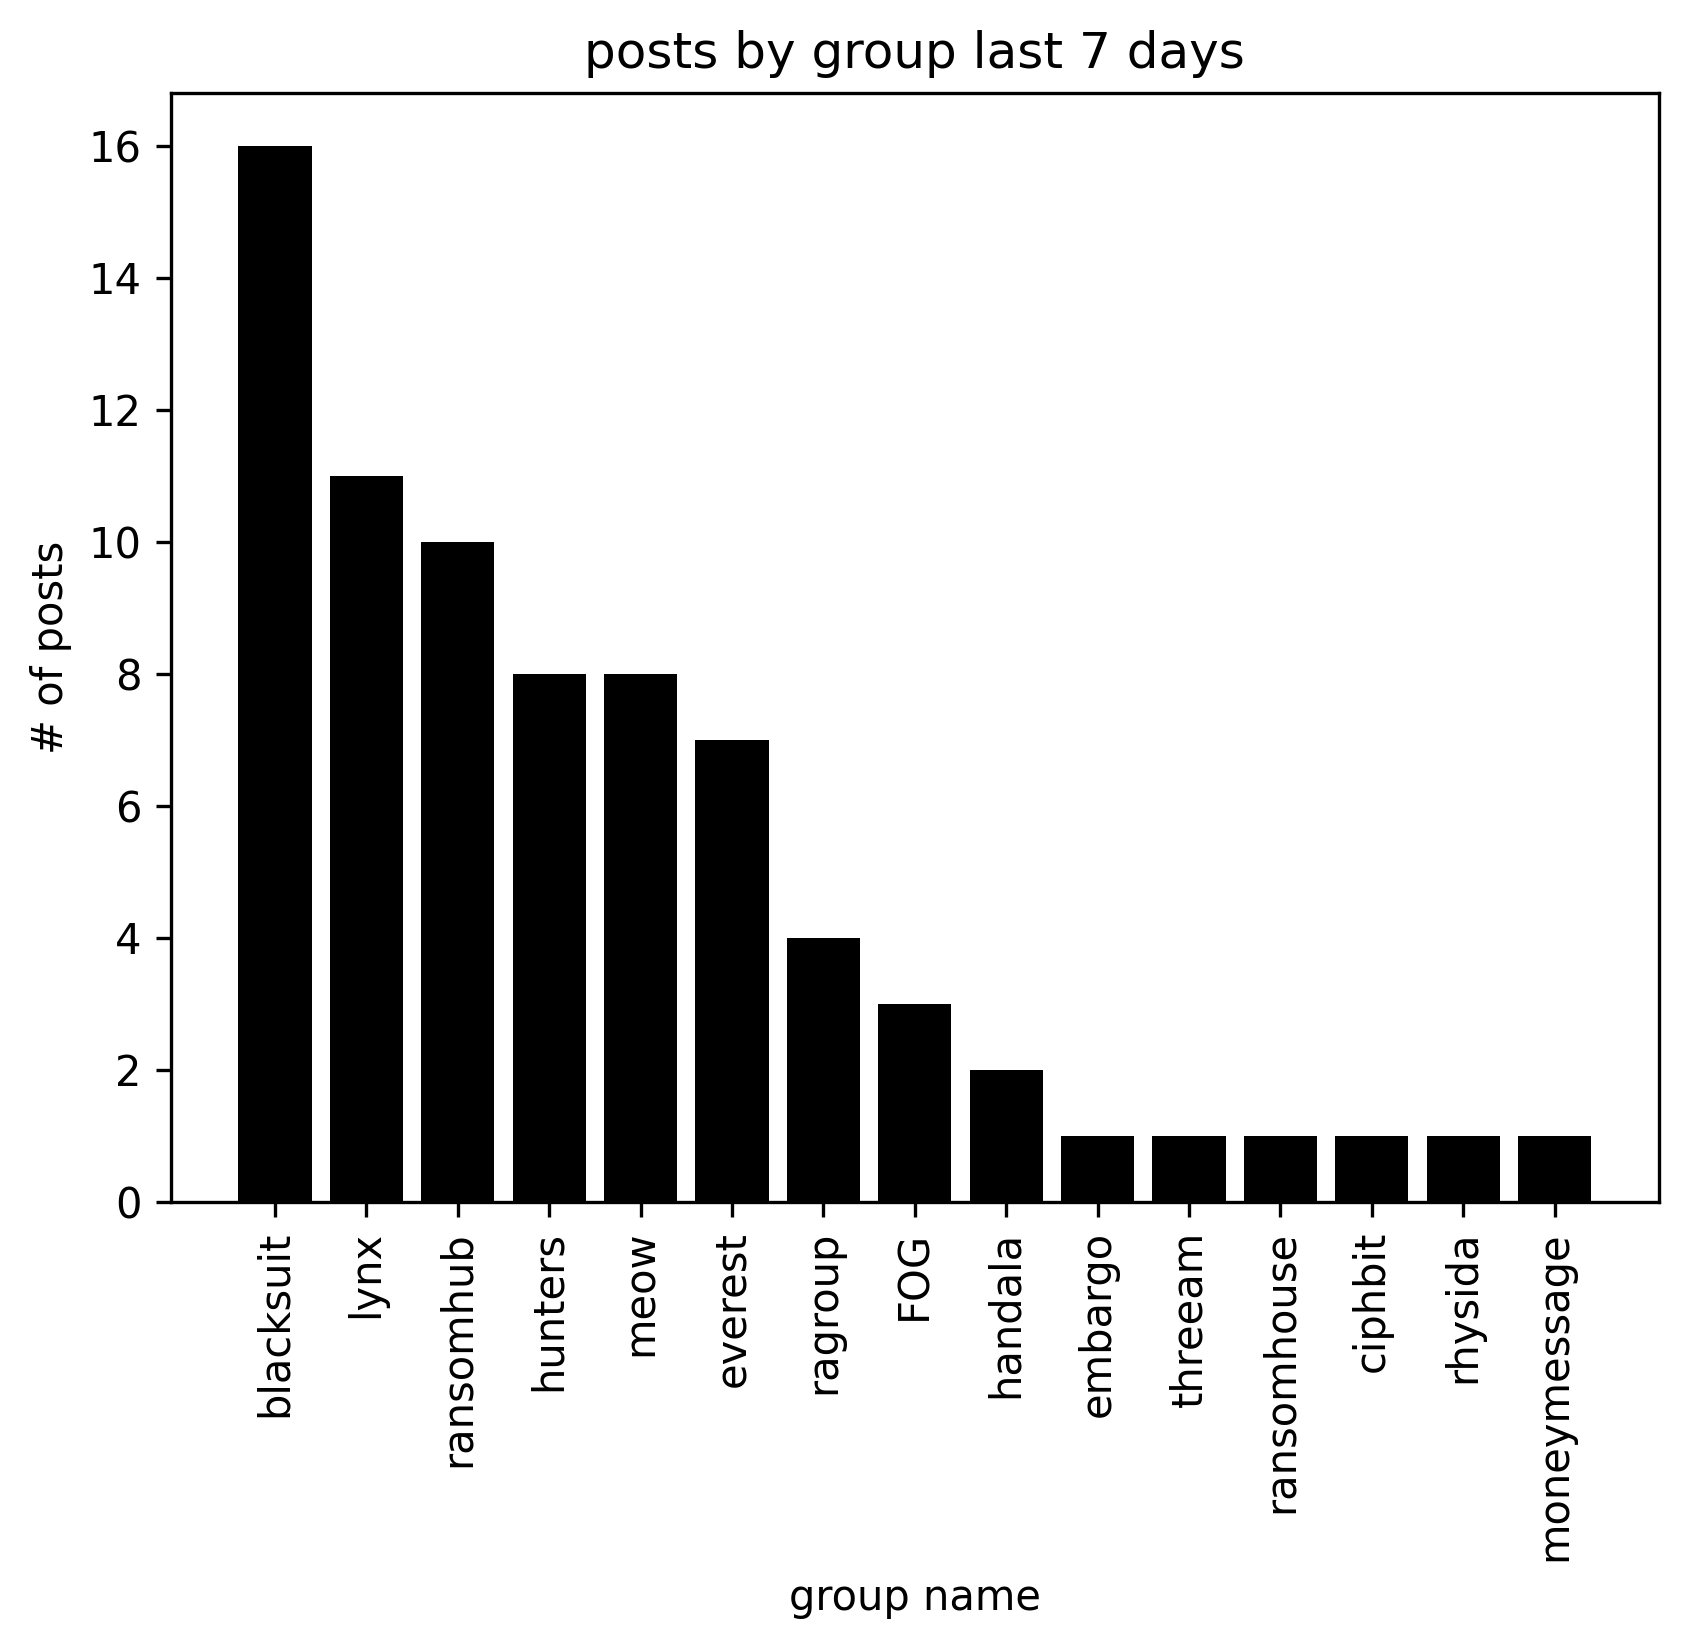 posts by group last 7 days
16
14
12
10
8
6
4
2
0
# of posts
blacksuit
lynx
ransomhub
hunters
meow
everest
ragroup
FOG
handala
embargo
threeam
ransomhouse
ciphbit
rhysida
moneymessage
group name